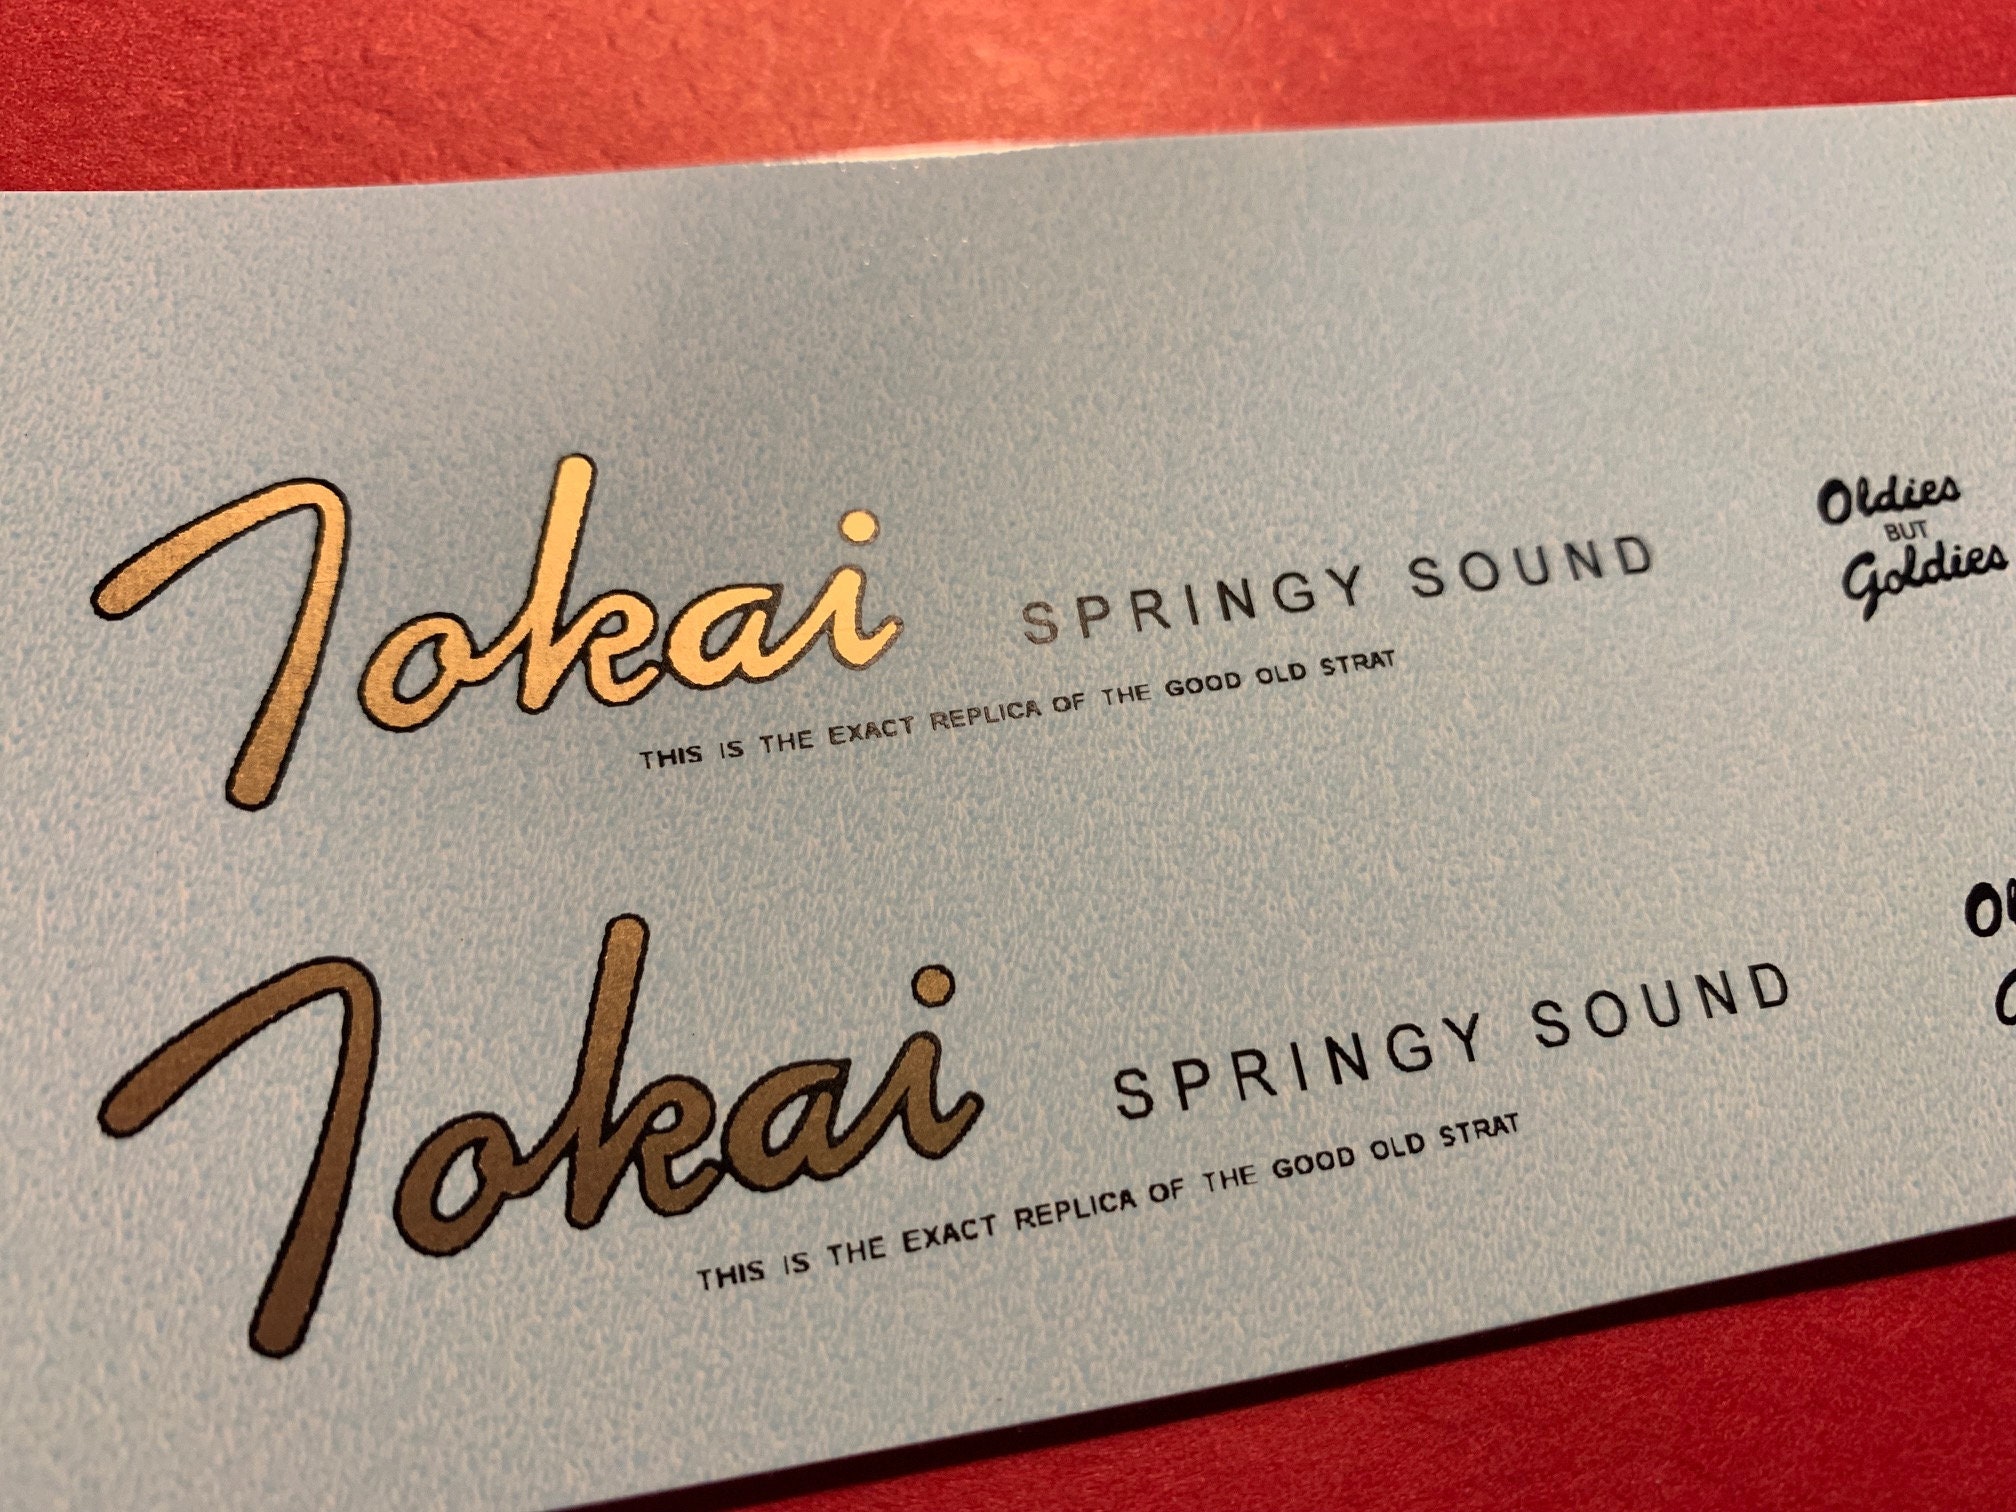 Tokai SPRINGY SOUND
THIS IS THE EXACT REPLICA OF THE GOOD OLD STRAT
Oldies
BUT
Goldies
Tokai SPRINGY SOUND
THIS IS THE EXACT REPLICA OF THE GOOD OLD STRAT